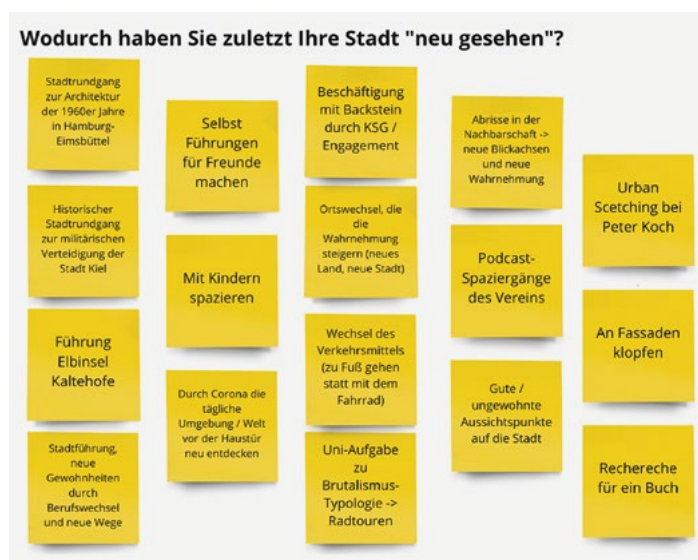 Wodurch haben Sie zuletzt Ihre Stadt "neu gesehen"?
Stadtrundgang
zur Architektur
der 1960er Jahre
in Hamburg-
Eimsbüttel
Historischer
Stadtrundgang
zur militärischen
Verteidigung der
Stadt Kiel
Führung
Elbinsel
Kaltehofe
Stadtführung,
neue
Gewohnheiten
durch
Berufswechsel
und neue Wege
Selbst
Führungen
für Freunde
machen
Mit Kindern
spazieren
Durch Corona die
tägliche
Umgebung / Welt
vor der Haustür
neu entdecken
Beschäftigung
mit Backstein
durch KSG /
Engagement
Ortswechsel, die
die
Wahrnehmung
steigern (neues
Land, neue Stadt)
Wechsel des
Verkehrsmittels
(zu Fuß gehen
statt mit dem
Fahrrad)
Uni-Aufgabe
zu
Brutalismus-
Typologie ->
Radtouren
Abrisse in der
Nachbarschaft ->
neue Blickachsen
und neue
Wahrnehmung
Podcast-
Spaziergänge
des Vereins
Gute /
ungewohnte
Aussichtspunkte
auf die Stadt
Urban
Scetching bei
Peter Koch
An Fassaden
klopfen
Rechereche
für ein Buch